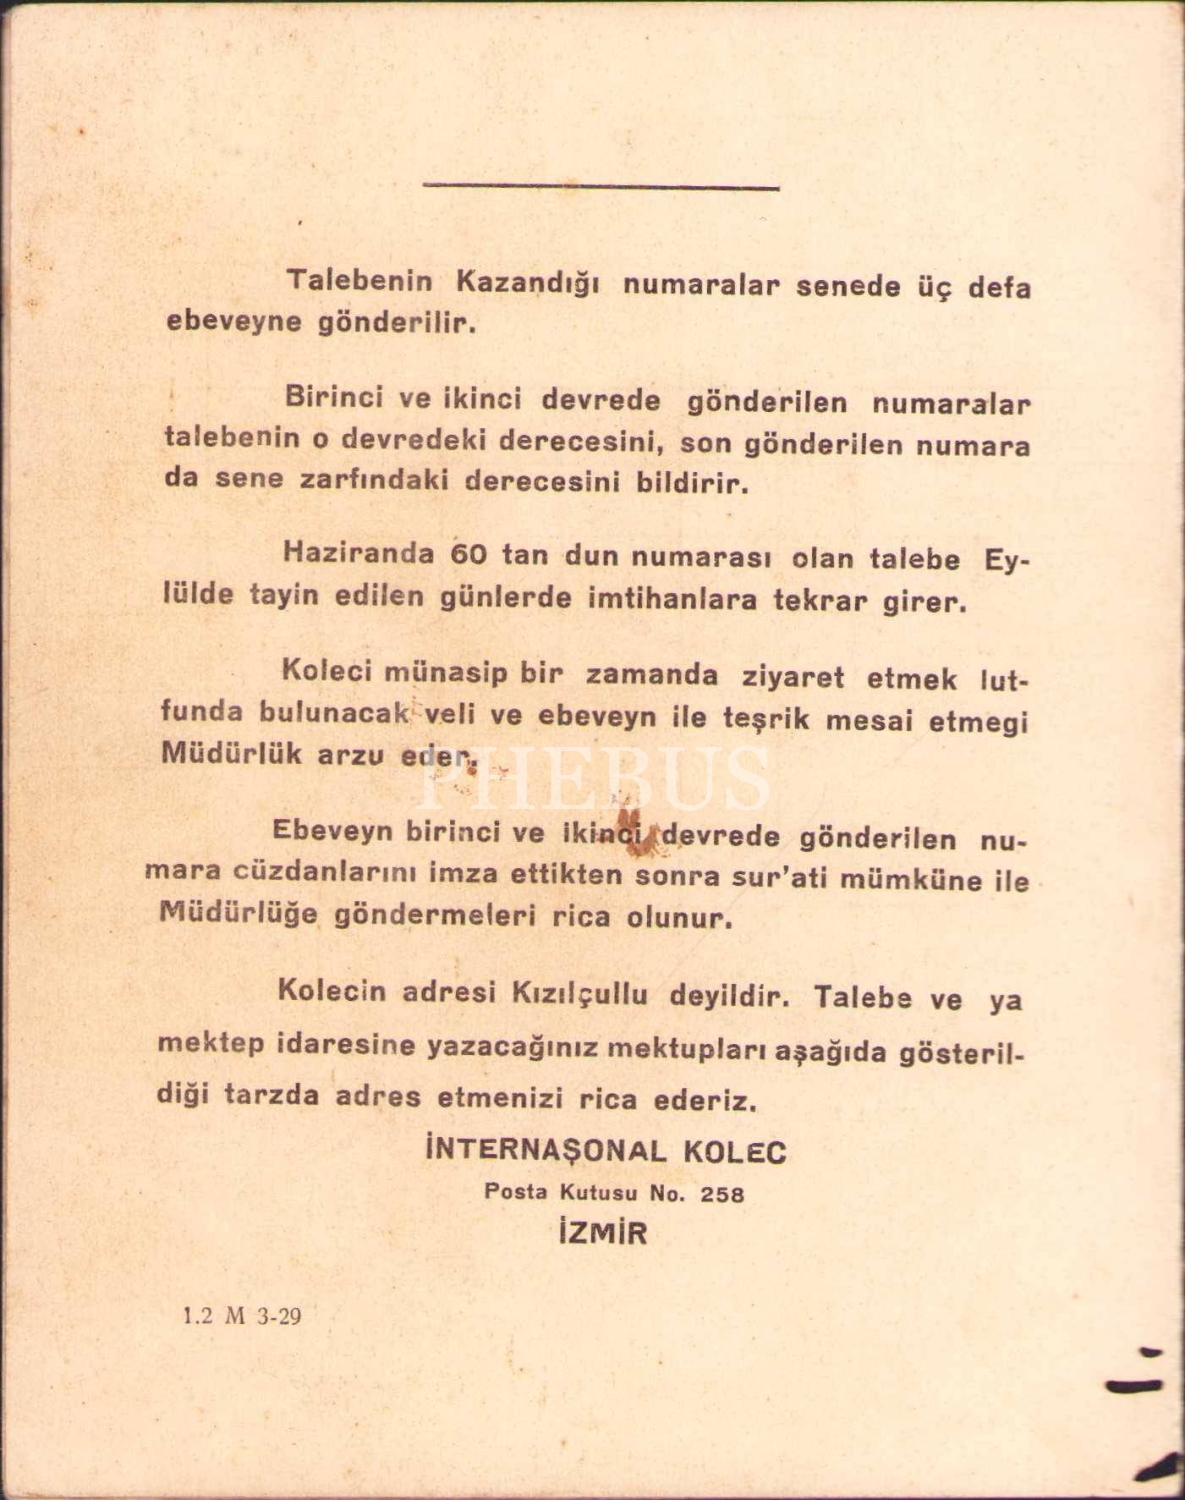 Talebenin Kazandığı numaralar senede üç defa
ebeveyne gönderilir.
Birinci ve ikinci devrede gönderilen numaralar
talebenin o devredeki derecesini, son gönderilen numara
da sene zarfındaki derecesini bildirir.
Haziranda 60 tan dun numarası olan talebe Ey-
lülde tayin edilen günlerde imtihanlara tekrar girer.
Koleci münasip bir zamanda ziyaret etmek lut-
funda bulunacak veli ve ebeveyn ile teşrik mesai etmegi
Müdürlük arzu eder.
PHEBUS
Ebeveyn birinci ve ikinci devrede gönderilen nu-
mara cüzdanlarını imza ettikten sonra sur'ati mümküne ile
Müdürlüğe göndermeleri rica olunur.
Kolecin adresi Kızılçullu deyildir. Talebe ve ya
mektep idaresine yazacağınız mektupları aşağıda gösteril-
diği tarzda adres etmenizi rica ederiz.
İNTERNAŞONAL KOLEC
Posta Kutusu No. 258
İZMİR
1.2 M 3-29